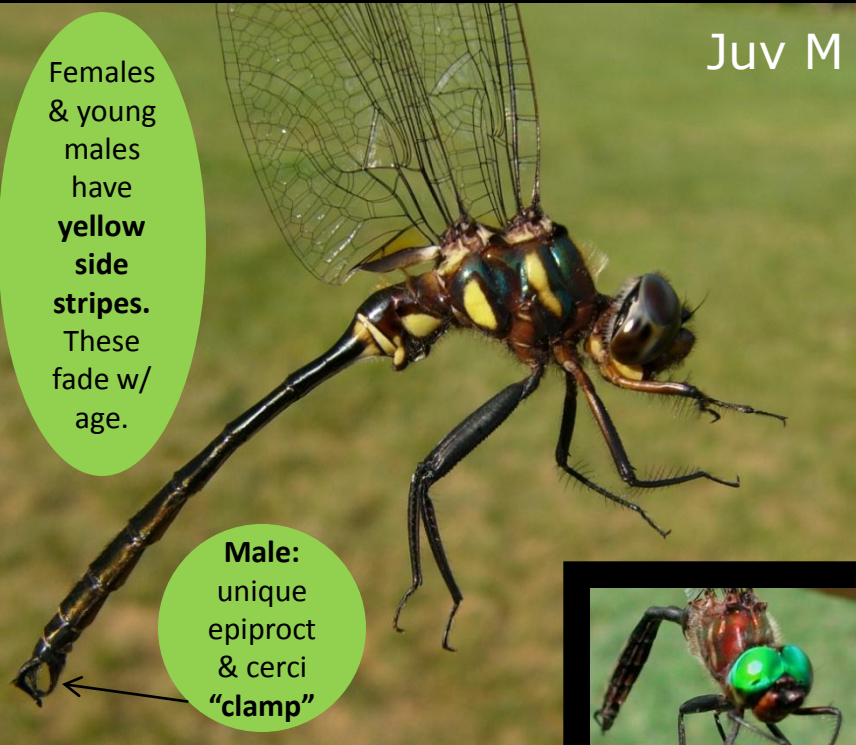 Juv M
Females
& young
males
have
yellow
side
stripes.
These
fade w/
age.
Male:
unique
epiproct
& cerci
“clamp”